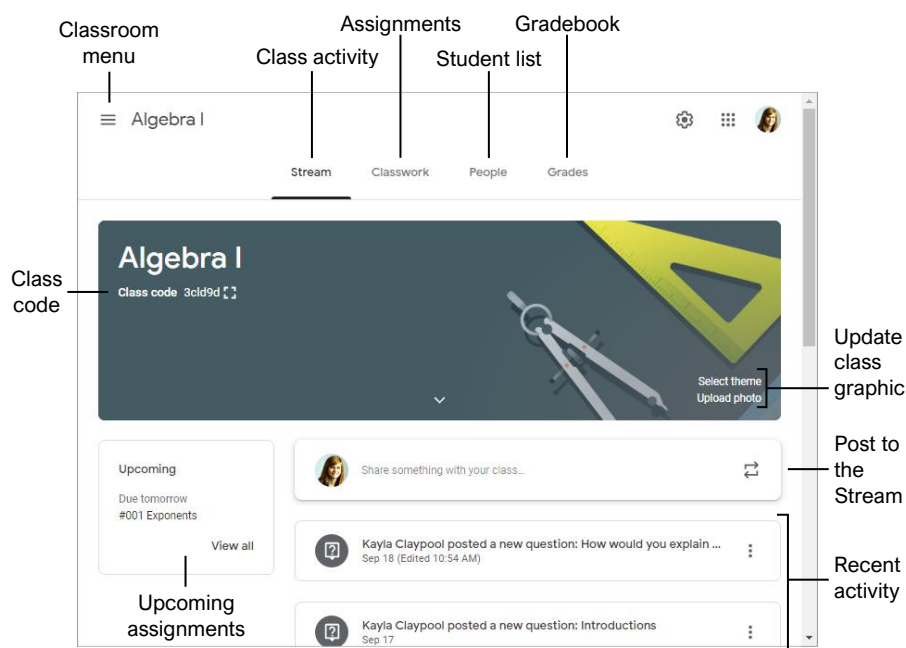 Classroom
menu
Class activity
Assignments
Student list
Gradebook
Algebra I
Stream
Classwork
People
Grades
Algebra I
Class code 3cld9d
Class
code
Select theme
Upload photo
Update
class
graphic
Upcoming
Due tomorrow
#001 Exponents
View all
Upcoming
assignments
Share something with your class...
Post to
the
Stream
Kayla Claypool posted a new question: How would you explain ...
Sep 18 (Edited 10:54 AM)
Kayla Claypool posted a new question: Introductions
Sep 17
Recent
activity